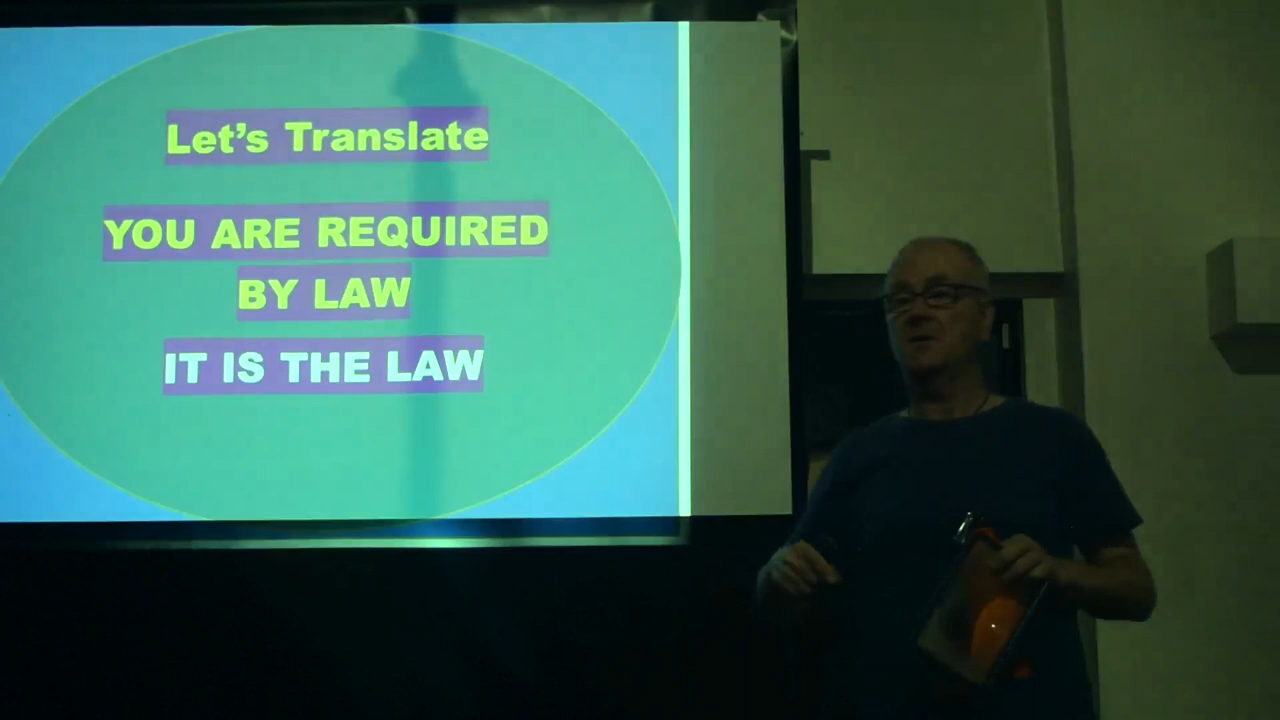 Let’s Translate
YOU ARE REQUIRED
BY LAW
IT IS THE LAW